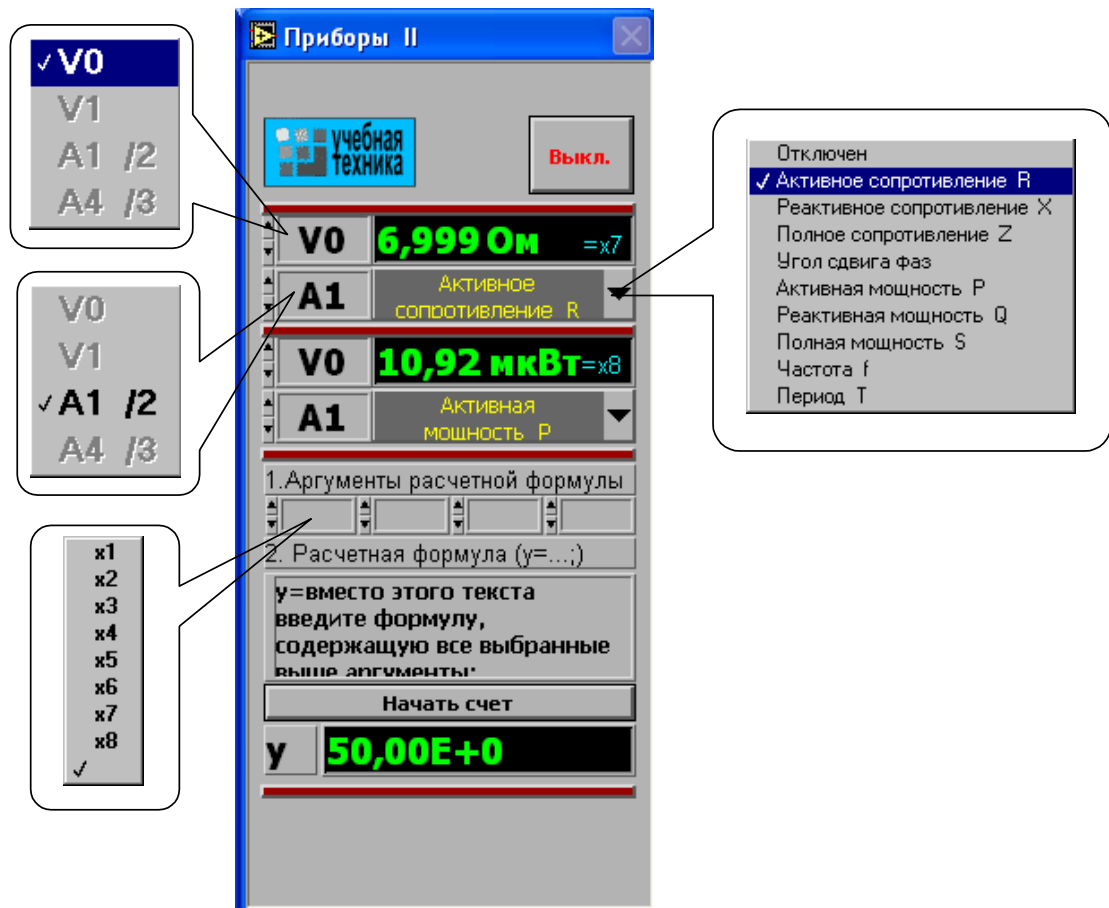 Приборы II
учебная
техника
Выкл.
V0 6,999 Ом =x7
A1 Активное
сопротивление R
V0 10,92 мкВт =x8
A1 Активная
мощность P
1.Аргументы расчетной формулы
2. Расчетная формула (y=...;)
y=вместо этого текста
введите формулу,
содержащую все выбранные
выше аргументы;
Начать счет
y 50,00E+0
✓V0
V1
A1 /2
A4 /3
V0
V1
✓A1 /2
A4 /3
x1
x2
x3
x4
x5
x6
x7
x8
✓
Отключен
✓ Активное сопротивление R
Реактивное сопротивление X
Полное сопротивление Z
Угол сдвига фаз
Активная мощность P
Реактивная мощность Q
Полная мощность S
Частота f
Период T